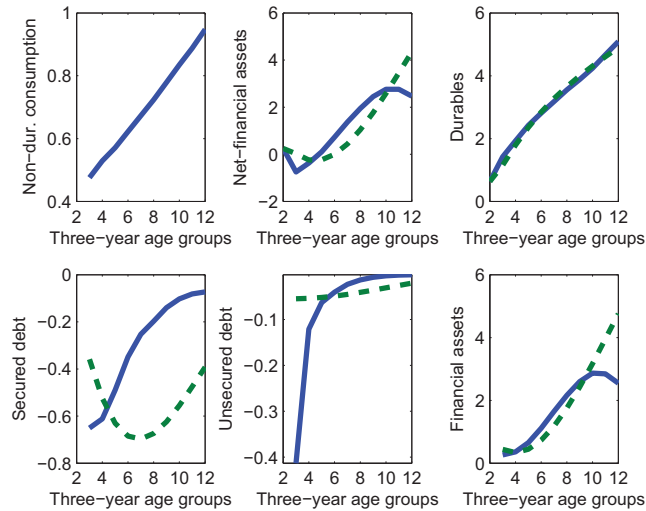 Non−dur. consumption
1
0.8
0.6
0.4
2 4 6 8 10 12
Three−year age groups
Net−financial assets
6
4
2
0
−2
2 4 6 8 10 12
Three−year age groups
Durables
6
4
2
0
2 4 6 8 10 12
Three−year age groups
Secured debt
0
−0.2
−0.4
−0.6
−0.8
2 4 6 8 10 12
Three−year age groups
Unsecured debt
−0.1
−0.2
−0.3
−0.4
2 4 6 8 10 12
Three−year age groups
Financial assets
6
4
2
0
2 4 6 8 10 12
Three−year age groups